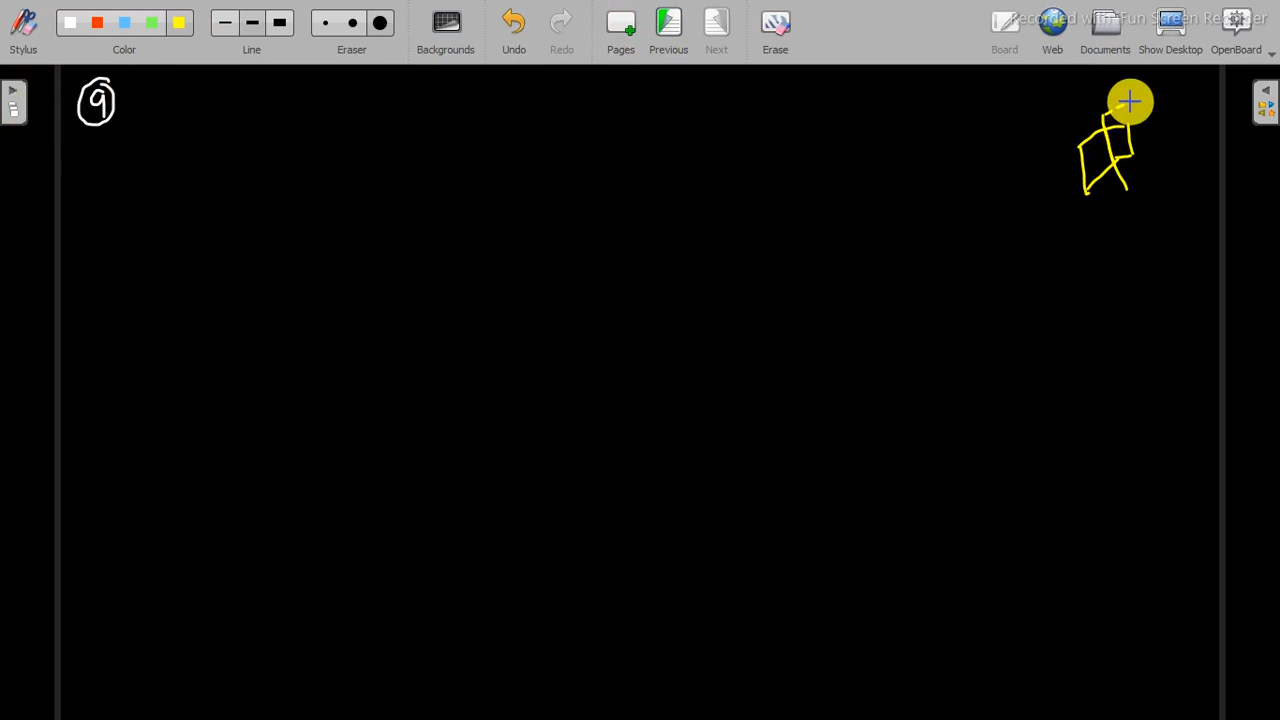 Recorded with Fun Screen Recorder
Stylus Color Line Eraser Backgrounds Undo Redo Pages Previous Next Erase Board Web Documents Show Desktop OpenBoard
9